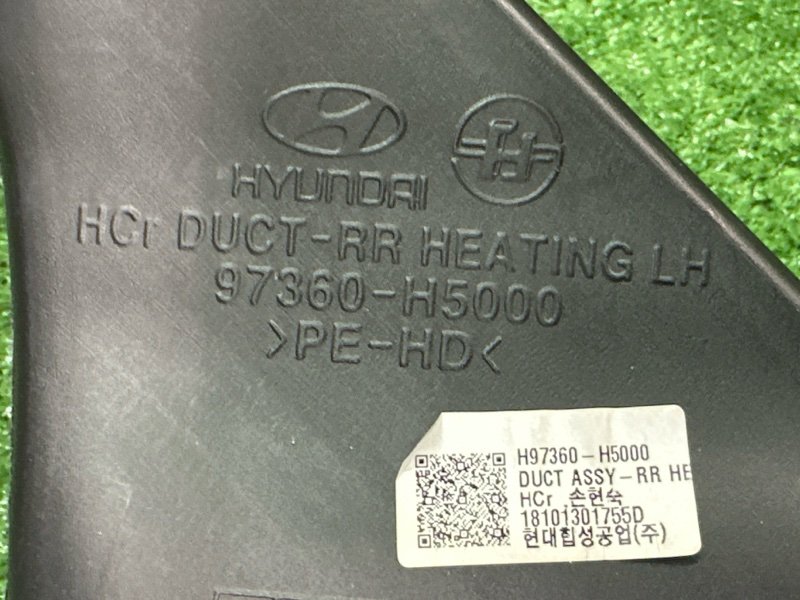 HYUNDAI
HCr DUCT-RR HEATING LH
97360-H5000
>PE-HD<
H97360-H5000
DUCT ASSY-RR HE
HCr 손현숙
18101301755D
현대힙성공업(주)